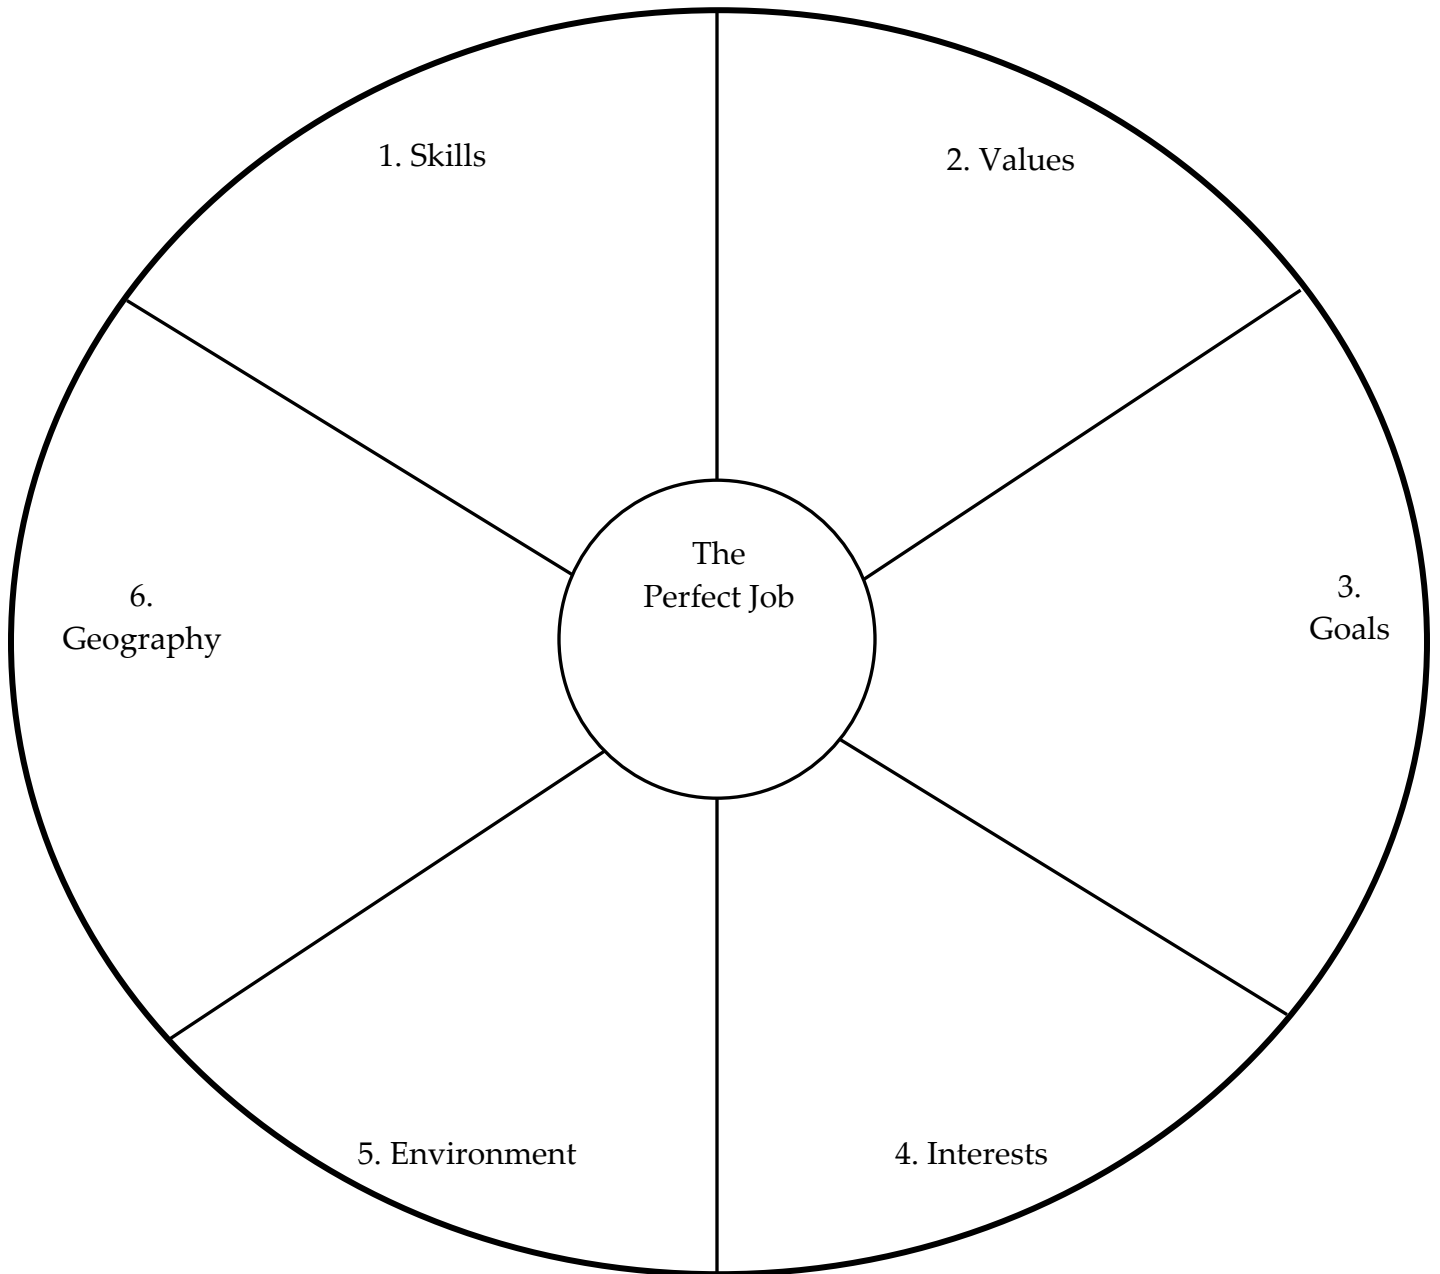 1. Skills
2. Values
The
Perfect Job
3.
Goals
6.
Geography
5. Environment
4. Interests